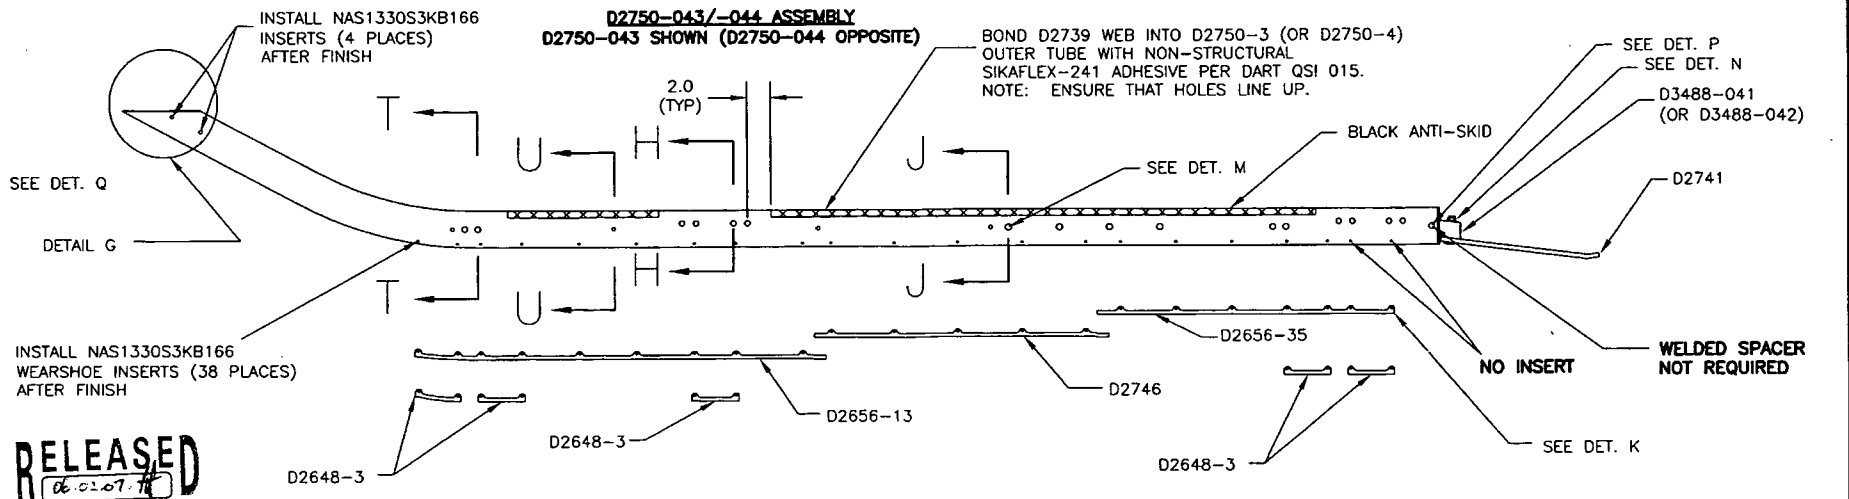 D2750-043/-044 ASSEMBLY
D2750-043 SHOWN (D2750-044 OPPOSITE)
INSTALL NAS1330S3KB166
INSERTS (4 PLACES)
AFTER FINISH
BOND D2739 WEB INTO D2750-3 (OR D2750-4)
OUTER TUBE WITH NON-STRUCTURAL
SIKAFLEX-241 ADHESIVE PER DART QSI 015.
NOTE: ENSURE THAT HOLES LINE UP.
SEE DET. P
SEE DET. N
D3488-041
(OR D3488-042)
2.0
(TYP)
T
U
H
J
BLACK ANTI-SKID
SEE DET. M
D2741
SEE DET. Q
DETAIL G
T
U
H
J
INSTALL NAS1330S3KB166
WEARSHOE INSERTS (38 PLACES)
AFTER FINISH
D2656-35
NO INSERT
WELDED SPACER
NOT REQUIRED
D2746
D2656-13
D2648-3
D2648-3
D2648-3
SEE DET. K
RELEASED
06.02.07